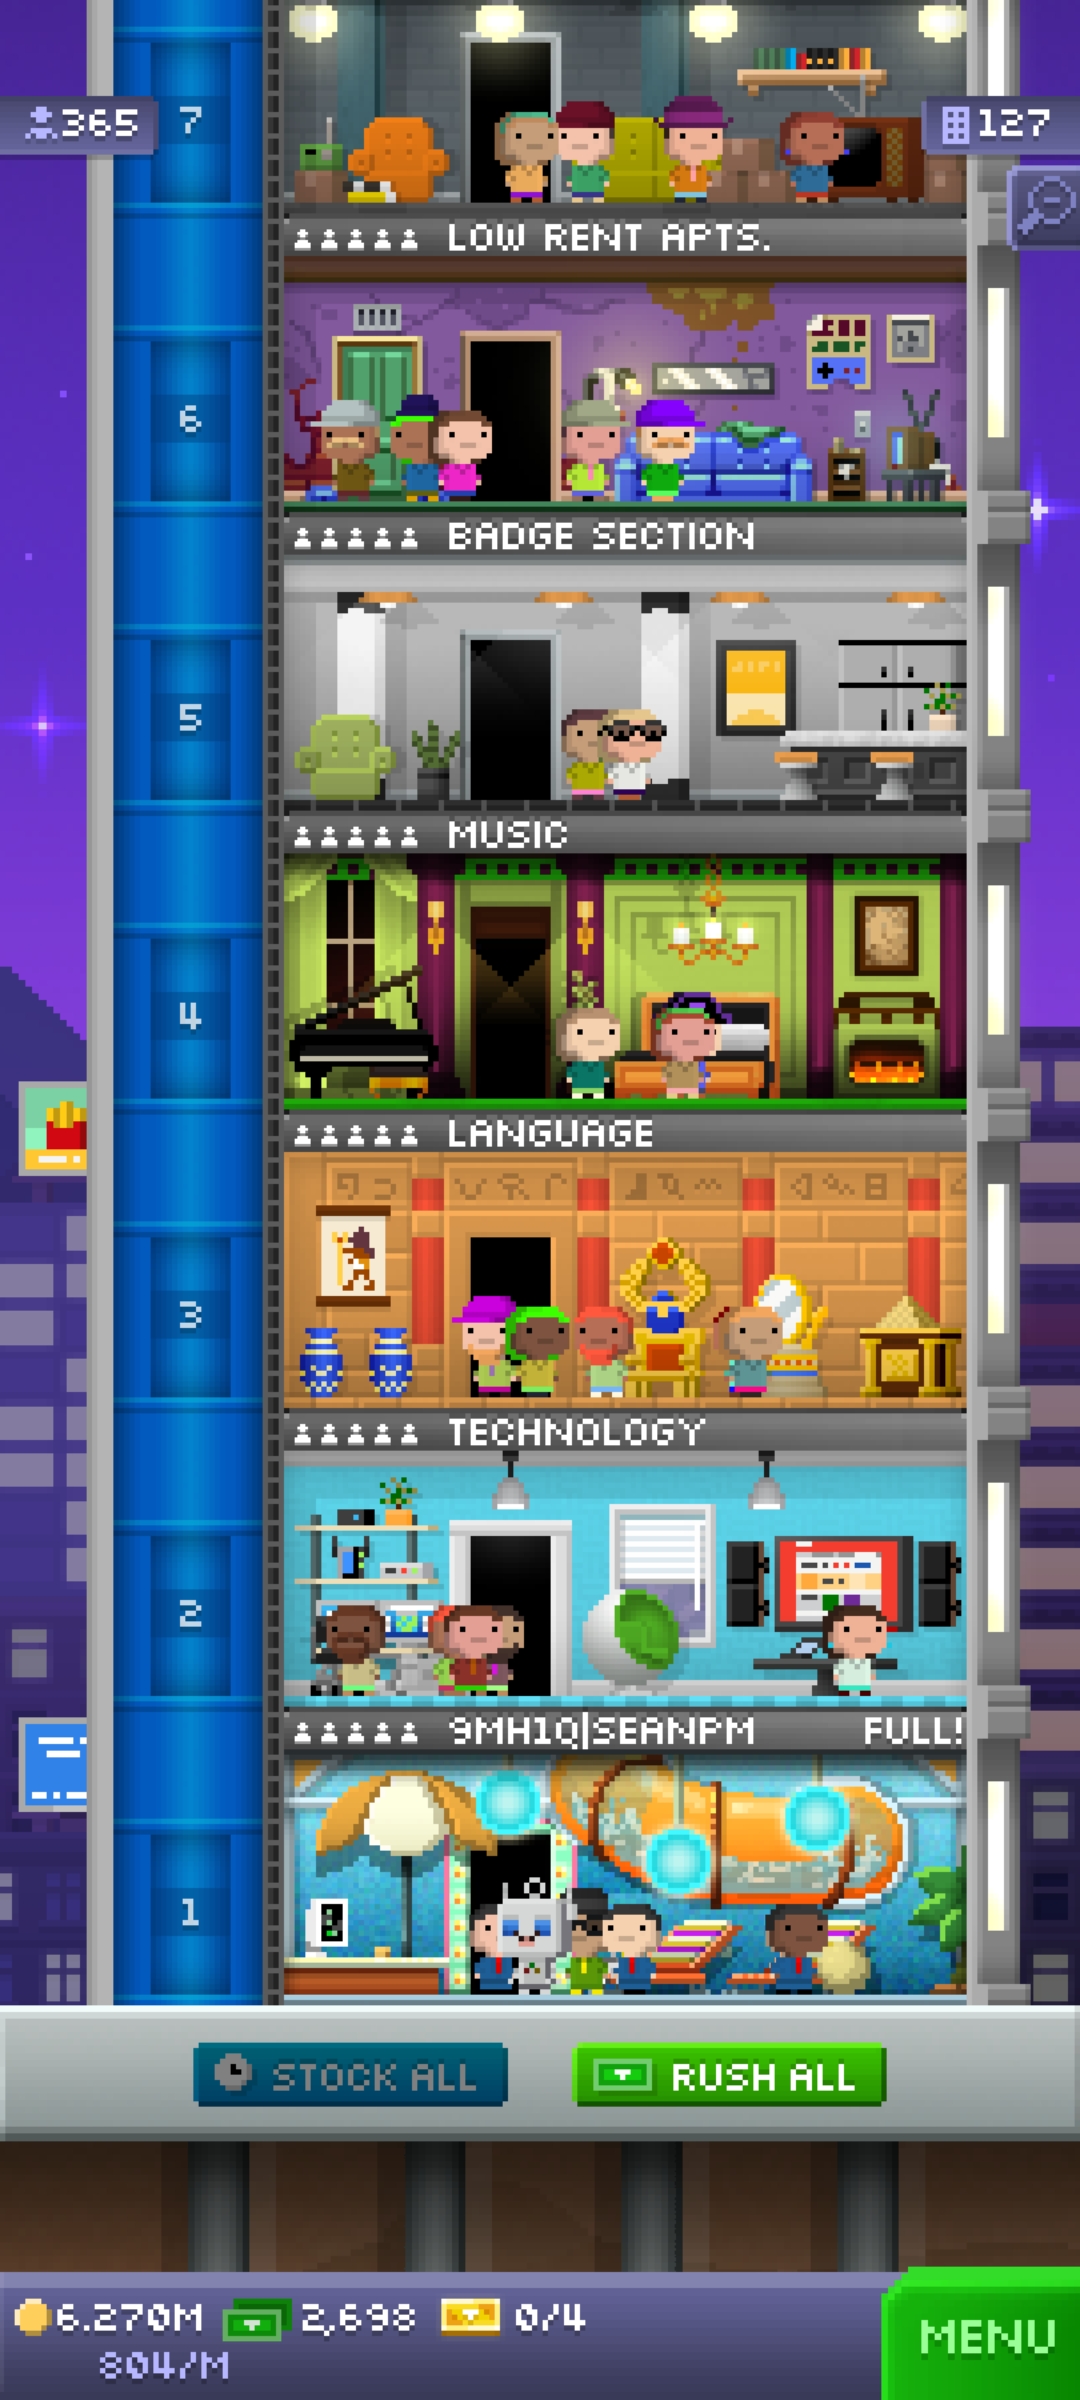 365
7
127
LOW RENT APTS.
6
BADGE SECTION
5
MUSIC
4
LANGUAGE
3
TECHNOLOGY
2
9MH1Q|SEANPM FULL!
1
STOCK ALL
RUSH ALL
6.270M 2,698 0/4
804/M
MENU